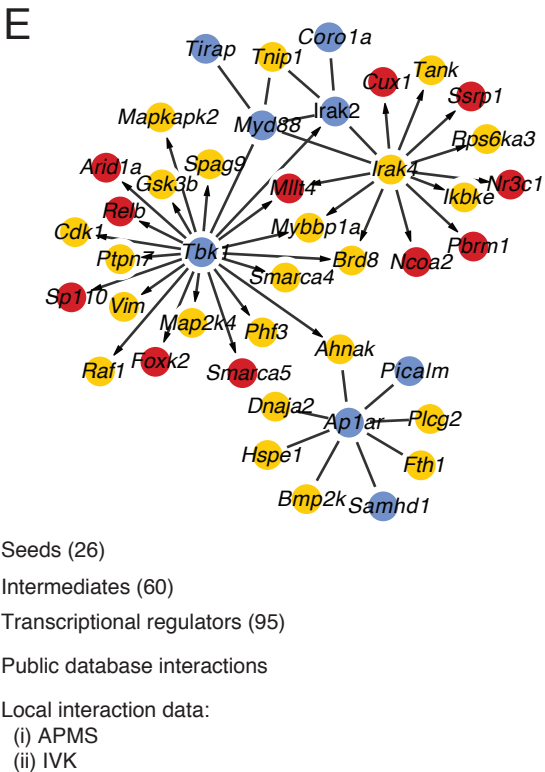 E
Coro1a
Tirap
Tnip1
Cux1
Tank
Ssrp1
Mapkapk2
Myd88
Irak2
Rps6ka3
Arid1a
Spag9
Irak4
Gsk3b
Mllt4
Ikbke
Nr3c1
Relb
Cdk1
Mybbp1a
Pbrm1
Ptpn7
Tbk1
Brd8
Ncoa2
Smarca4
Sp110
Vim
Map2k4
Phf3
Ahnak
Raf1
Foxk2
Smarca5
Picalm
Dnaja2
Ap1ar
Plcg2
Hspe1
Fth1
Bmp2k
Samhd1
Seeds (26)
Intermediates (60)
Transcriptional regulators (95)
Public database interactions
Local interaction data:
(i) APMS
(ii) IVK